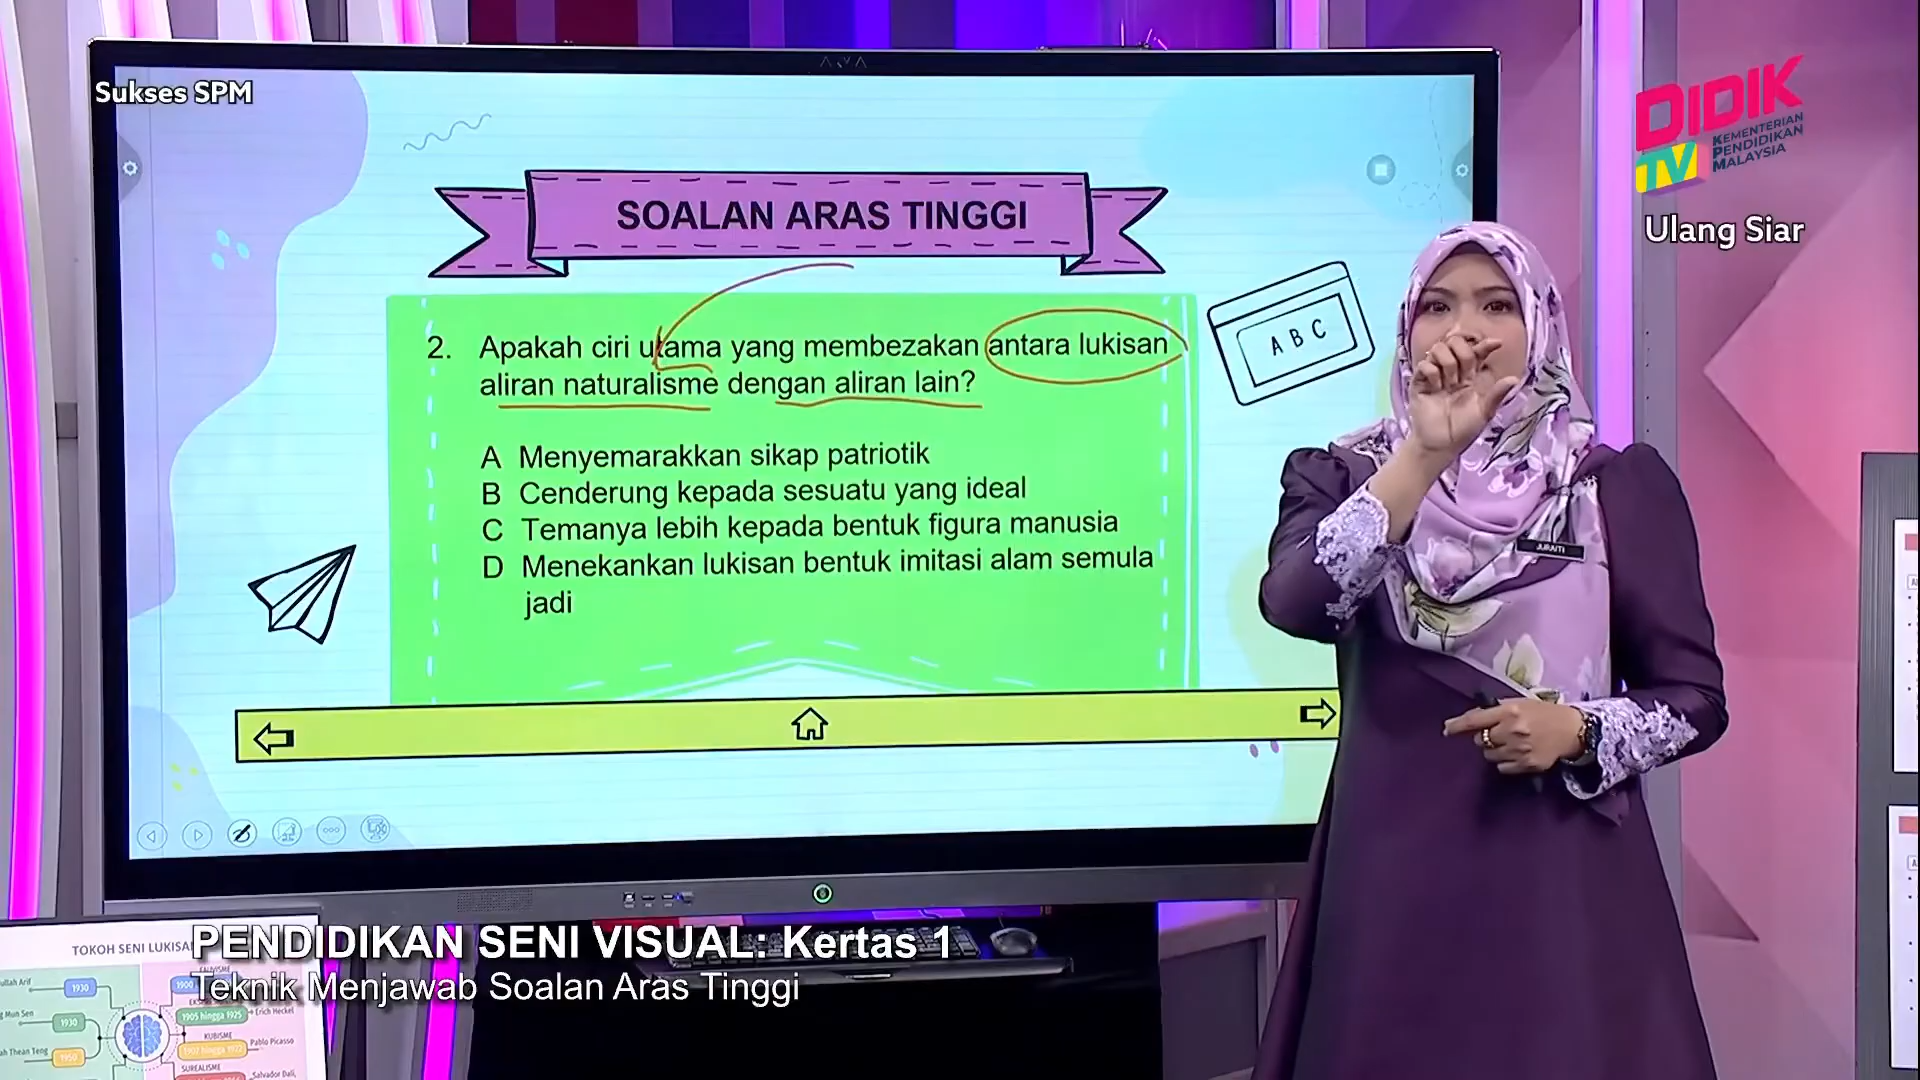 Sukses SPM
DIDIK
TV
KEMENTERIAN
PENDIDIKAN
MALAYSIA
Ulang Siar
SOALAN ARAS TINGGI
2. Apakah ciri utama yang membezakan antara lukisan
aliran naturalisme dengan aliran lain?
A Menyemarakkan sikap patriotik
B Cenderung kepada sesuatu yang ideal
C Temanya lebih kepada bentuk figura manusia
D Menekankan lukisan bentuk imitasi alam semula
jadi
A B C
JURAITI
PENDIDIKAN SENI VISUAL: Kertas 1
Teknik Menjawab Soalan Aras Tinggi
TOKOH SENI LUKISAN
1930
1900
1905 hingga 1925
Erich Heckel
1930
KUBISME
Pablo Picasso
1950
SUREALISME
Salvador Dali,